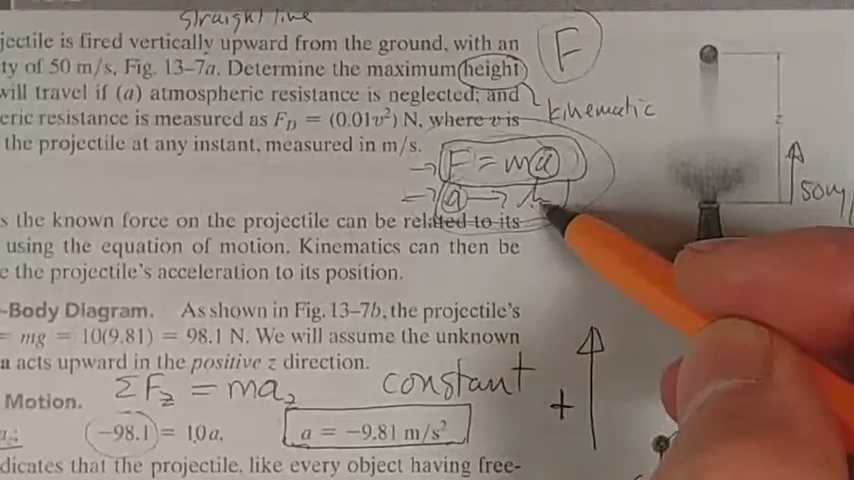 straight line
jectile is fired vertically upward from the ground, with an
ty of 50 m/s, Fig. 13–7a. Determine the maximum height
will travel if (a) atmospheric resistance is neglected; and
eric resistance is measured as F_D = (0.01v²) N, where v is
the projectile at any instant, measured in m/s.
F
kinematic
F = ma
a → h
z
50m/
s the known force on the projectile can be related to its
using the equation of motion. Kinematics can then be
e the projectile's acceleration to its position.
-Body Diagram. As shown in Fig. 13–7b, the projectile's
= mg = 10(9.81) = 98.1 N. We will assume the unknown
a acts upward in the positive z direction.
Motion. ΣF_z = ma_z constant
+
-98.1 = 10a, a = −9.81 m/s²
dicates that the projectile, like every object having free-